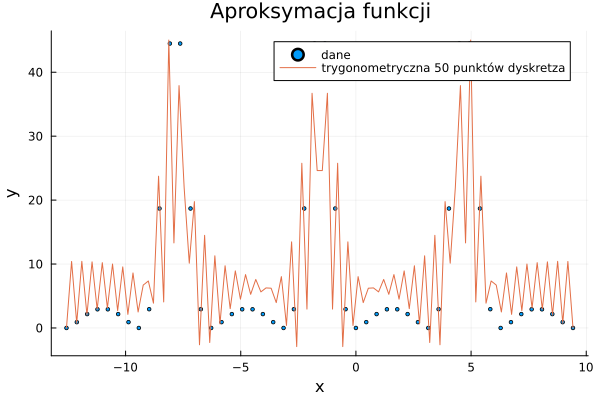 Aproksymacja funkcji
dane
trygonometryczna 50 punktów dyskretza
y
40
30
20
10
0
−10 −5 0 5 10
x